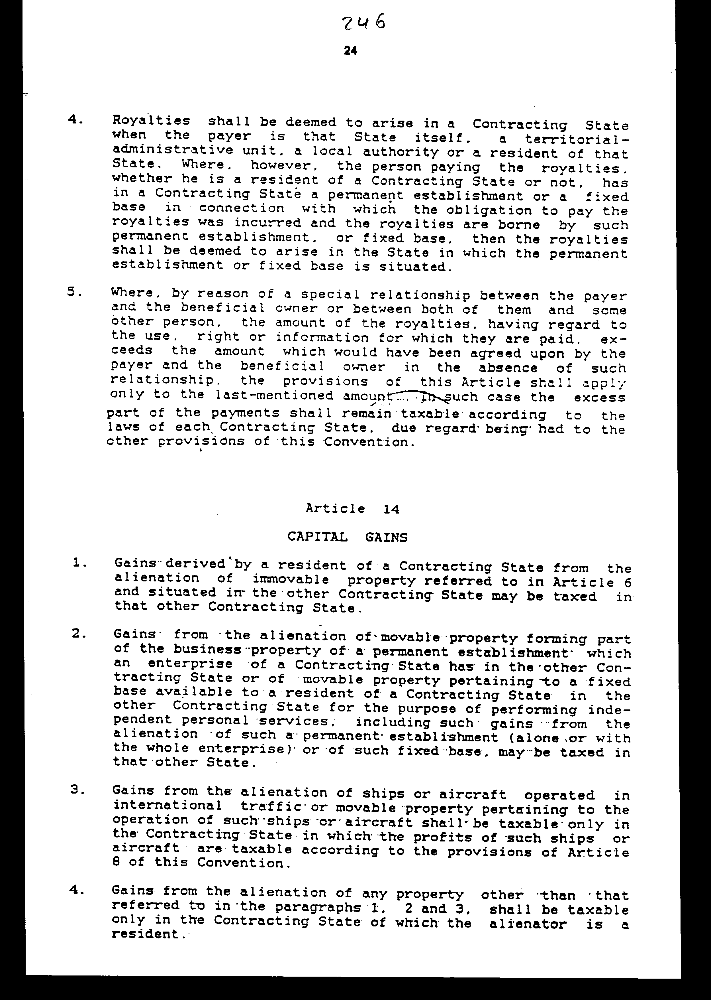 246
24
4. Royalties shall be deemed to arise in a Contracting State
when the payer is that State itself, a territorial-
administrative unit, a local authority or a resident of that
State. Where, however, the person paying the royalties,
whether he is a resident of a Contracting State or not, has
in a Contracting State a permanent establishment or a fixed
base in connection with which the obligation to pay the
royalties was incurred and the royalties are borne by such
permanent establishment, or fixed base, then the royalties
shall be deemed to arise in the State in which the permanent
establishment or fixed base is situated.
5. Where, by reason of a special relationship between the payer
and the beneficial owner or between both of them and some
other person, the amount of the royalties, having regard to
the use, right or information for which they are paid, ex-
ceeds the amount which would have been agreed upon by the
payer and the beneficial owner in the absence of such
relationship, the provisions of this Article shall apply
only to the last-mentioned amount. In such case the excess
part of the payments shall remain taxable according to the
laws of each Contracting State, due regard being had to the
other provisions of this Convention.
Article 14
CAPITAL GAINS
1. Gains derived by a resident of a Contracting State from the
alienation of immovable property referred to in Article 6
and situated in the other Contracting State may be taxed in
that other Contracting State.
2. Gains from the alienation of movable property forming part
of the business property of a permanent establishment which
an enterprise of a Contracting State has in the other Con-
tracting State or of movable property pertaining to a fixed
base available to a resident of a Contracting State in the
other Contracting State for the purpose of performing inde-
pendent personal services, including such gains from the
alienation of such a permanent establishment (alone or with
the whole enterprise) or of such fixed base, may be taxed in
that other State.
3. Gains from the alienation of ships or aircraft operated in
international traffic or movable property pertaining to the
operation of such ships or aircraft shall be taxable only in
the Contracting State in which the profits of such ships or
aircraft are taxable according to the provisions of Article
8 of this Convention.
4. Gains from the alienation of any property other than that
referred to in the paragraphs 1, 2 and 3, shall be taxable
only in the Contracting State of which the alienator is a
resident.